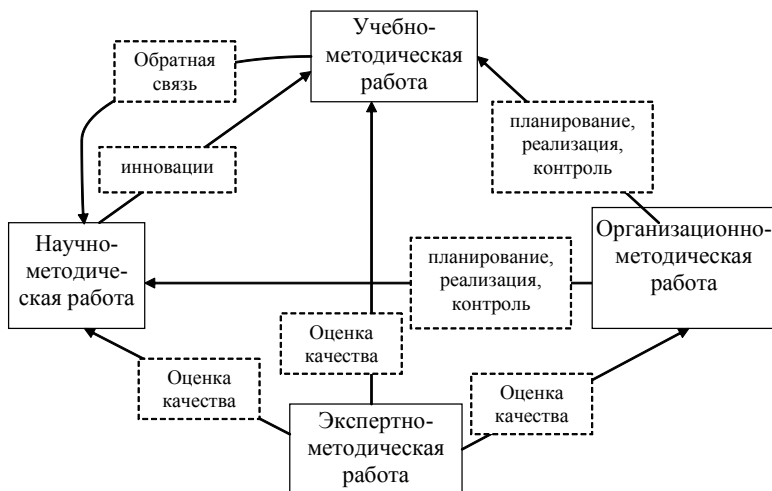 Учебно-
методическая
работа
Обратная
связь
инновации
планирование,
реализация,
контроль
Научно-
методиче-
ская работа
планирование,
реализация,
контроль
Организационно-
методическая
работа
Оценка
качества
Оценка
качества
Оценка
качества
Экспертно-
методическая
работа